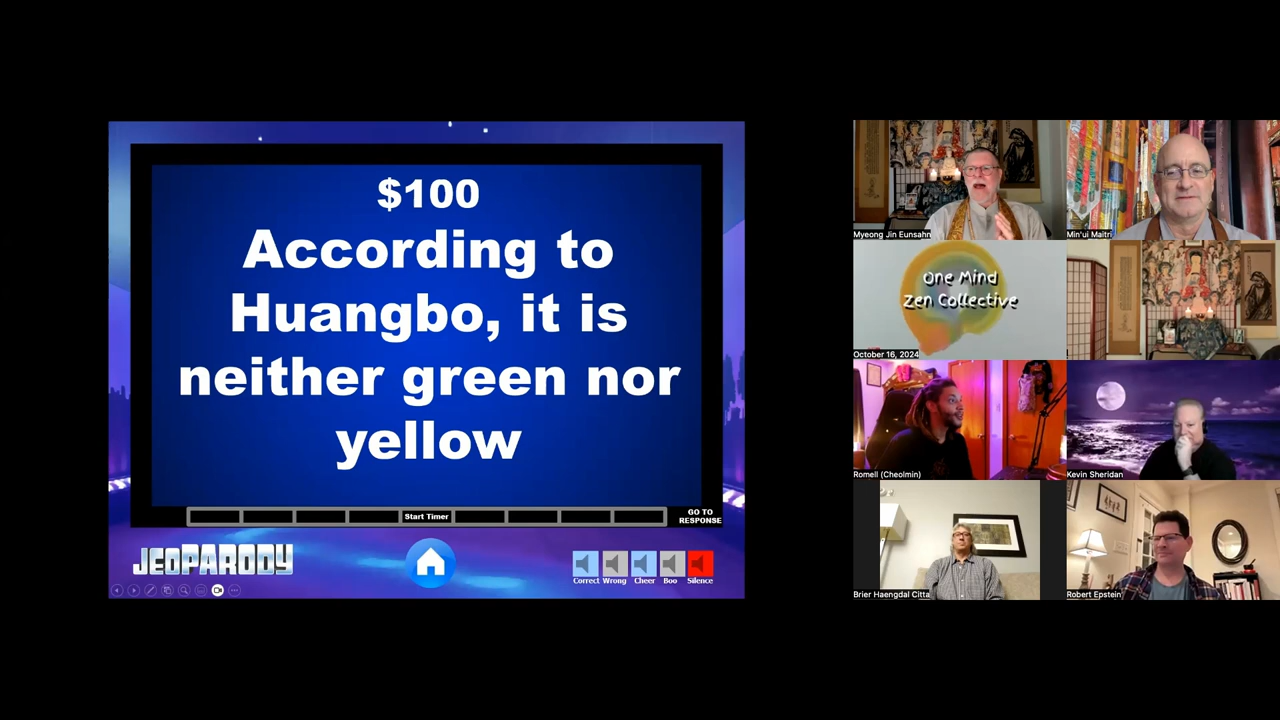 $100
According to
Huangbo, it is
neither green nor
yellow
Start Timer
GO TO
RESPONSE
JEOPARODY
Correct Wrong Cheer Boo Silence
Myeong Jin Eunsahn
Min'ui Maitri
One Mind
Zen Collective
October 16, 2024
Romell (Cheolmin)
Kevin Sheridan
Brier Haengdal Citta
Robert Epstein